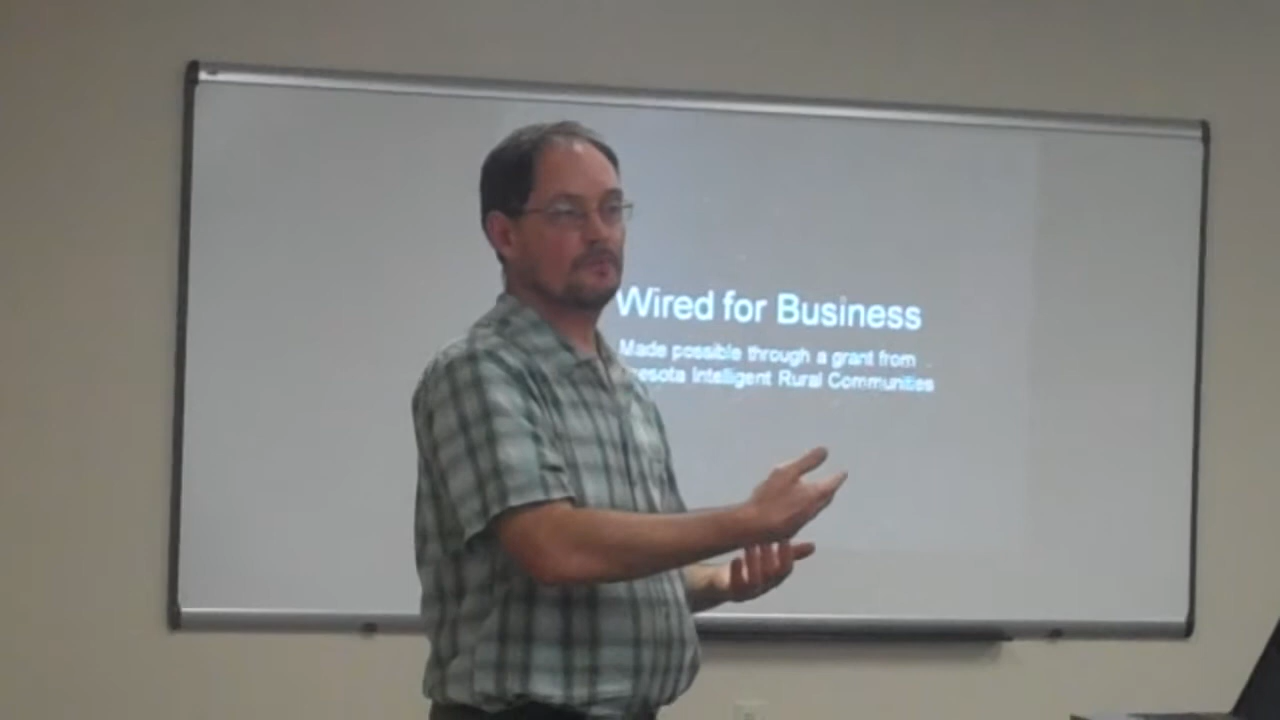 Wired for Business
Made possible through a grant from
Intelligent Rural Communities